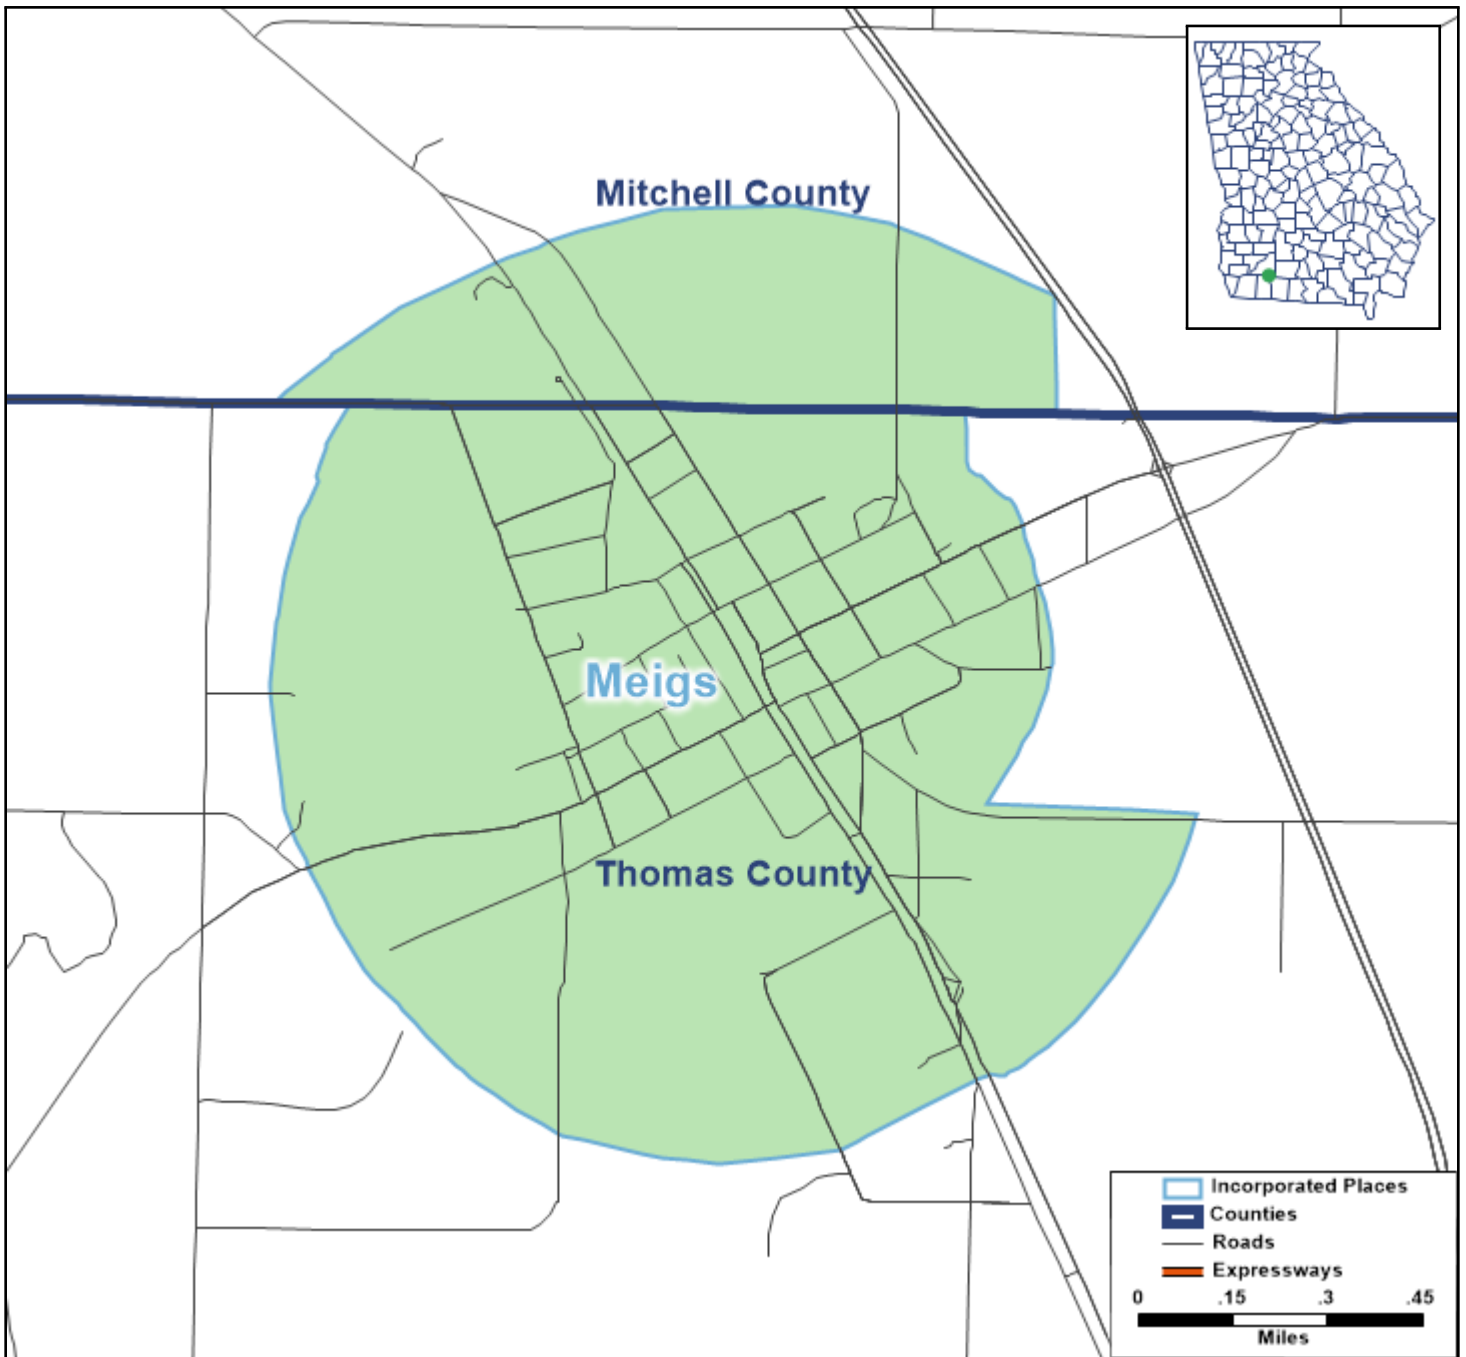 Mitchell County
Meigs
Thomas County
Incorporated Places
Counties
Roads
Expressways
0 .15 .3 .45
Miles